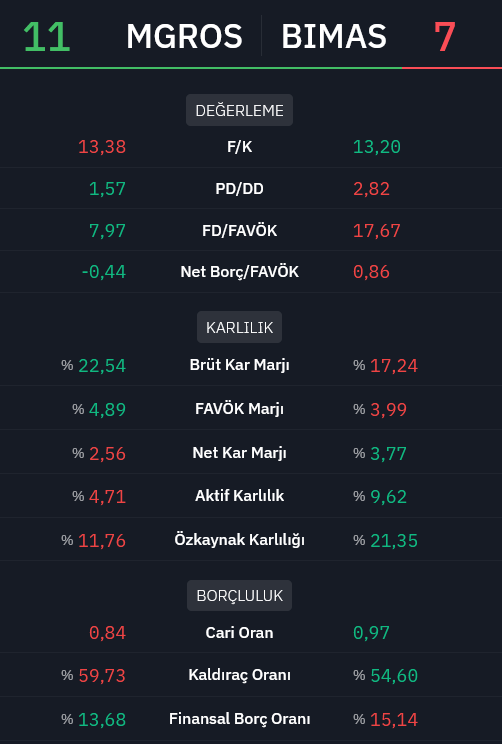 11 MGROS BIMAS 7
DEĞERLEME
13,38 F/K 13,20
1,57 PD/DD 2,82
7,97 FD/FAVÖK 17,67
-0,44 Net Borç/FAVÖK 0,86
KARLILIK
% 22,54 Brüt Kar Marjı % 17,24
% 4,89 FAVÖK Marjı % 3,99
% 2,56 Net Kar Marjı % 3,77
% 4,71 Aktif Karlılık % 9,62
% 11,76 Özkaynak Karlılığı % 21,35
BORÇLULUK
0,84 Cari Oran 0,97
% 59,73 Kaldıraç Oranı % 54,60
% 13,68 Finansal Borç Oranı % 15,14